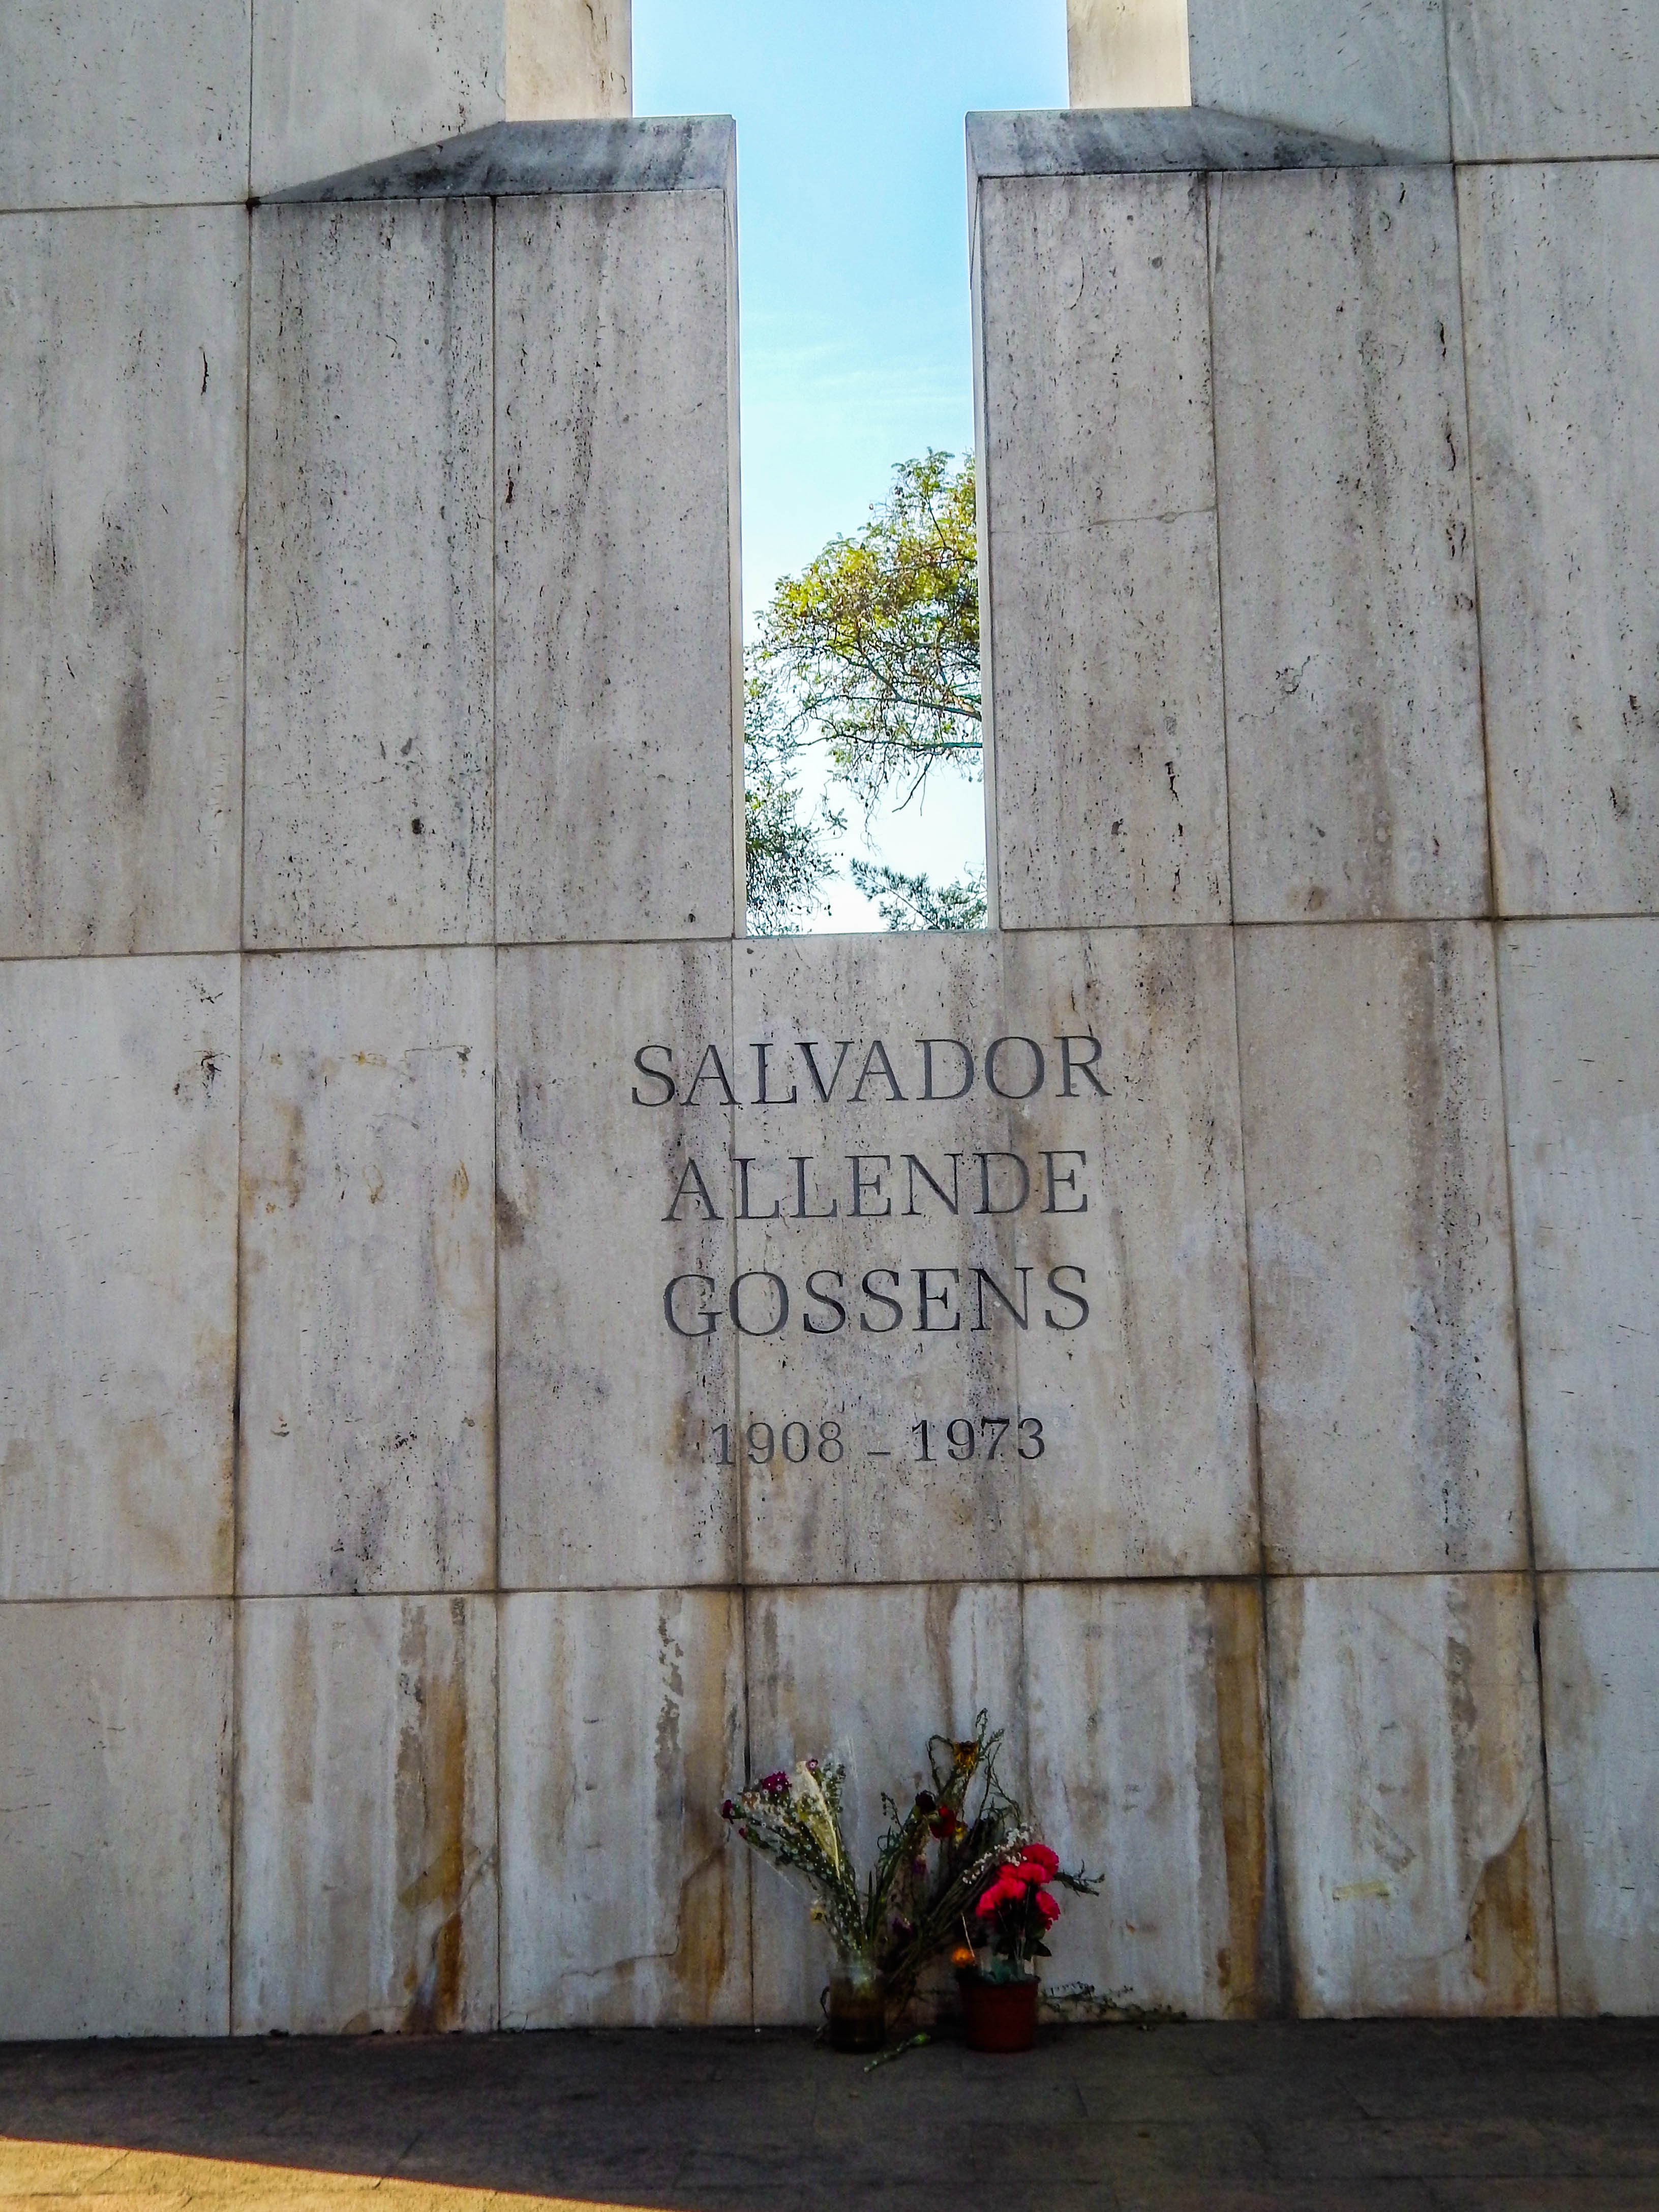 SALVADOR
ALLENDE
GOSSENS
1908 – 1973